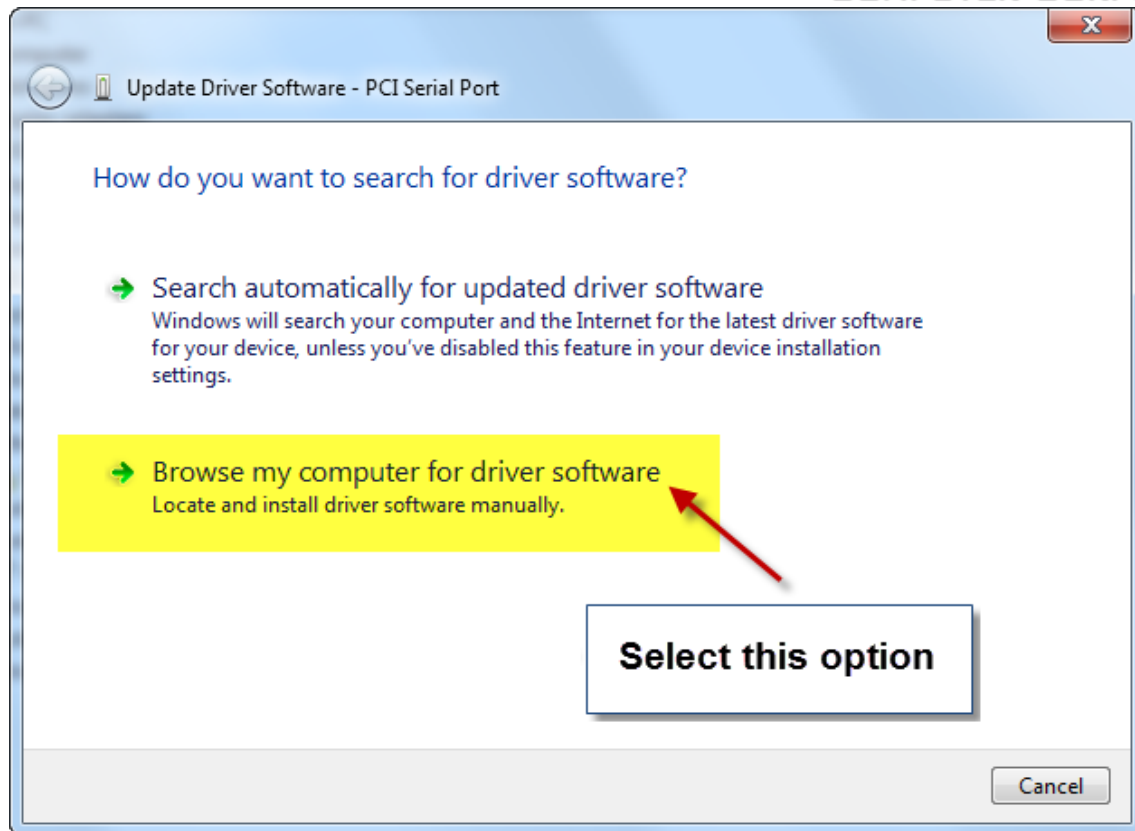 Update Driver Software - PCI Serial Port
How do you want to search for driver software?
Search automatically for updated driver software
Windows will search your computer and the Internet for the latest driver software
for your device, unless you've disabled this feature in your device installation
settings.
Browse my computer for driver software
Locate and install driver software manually.
Select this option
Cancel